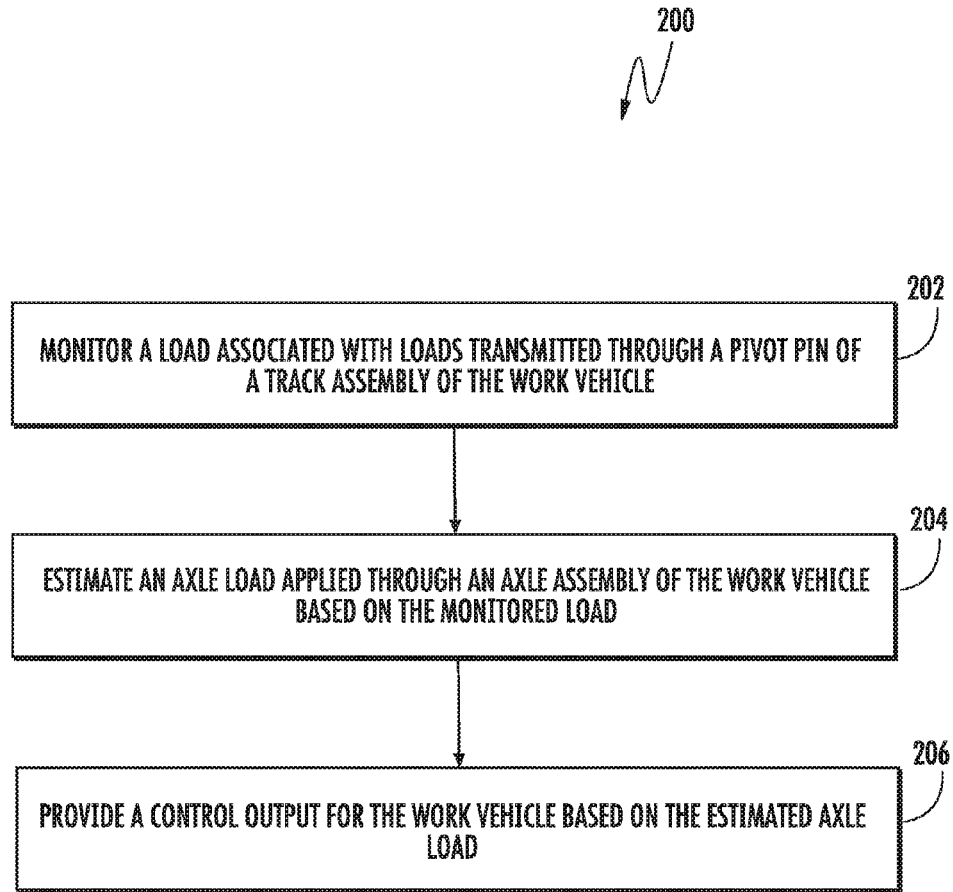 200
202
MONITOR A LOAD ASSOCIATED WITH LOADS TRANSMITTED THROUGH A PIVOT PIN OF
A TRACK ASSEMBLY OF THE WORK VEHICLE
204
ESTIMATE AN AXLE LOAD APPLIED THROUGH AN AXLE ASSEMBLY OF THE WORK VEHICLE
BASED ON THE MONITORED LOAD
206
PROVIDE A CONTROL OUTPUT FOR THE WORK VEHICLE BASED ON THE ESTIMATED AXLE
LOAD